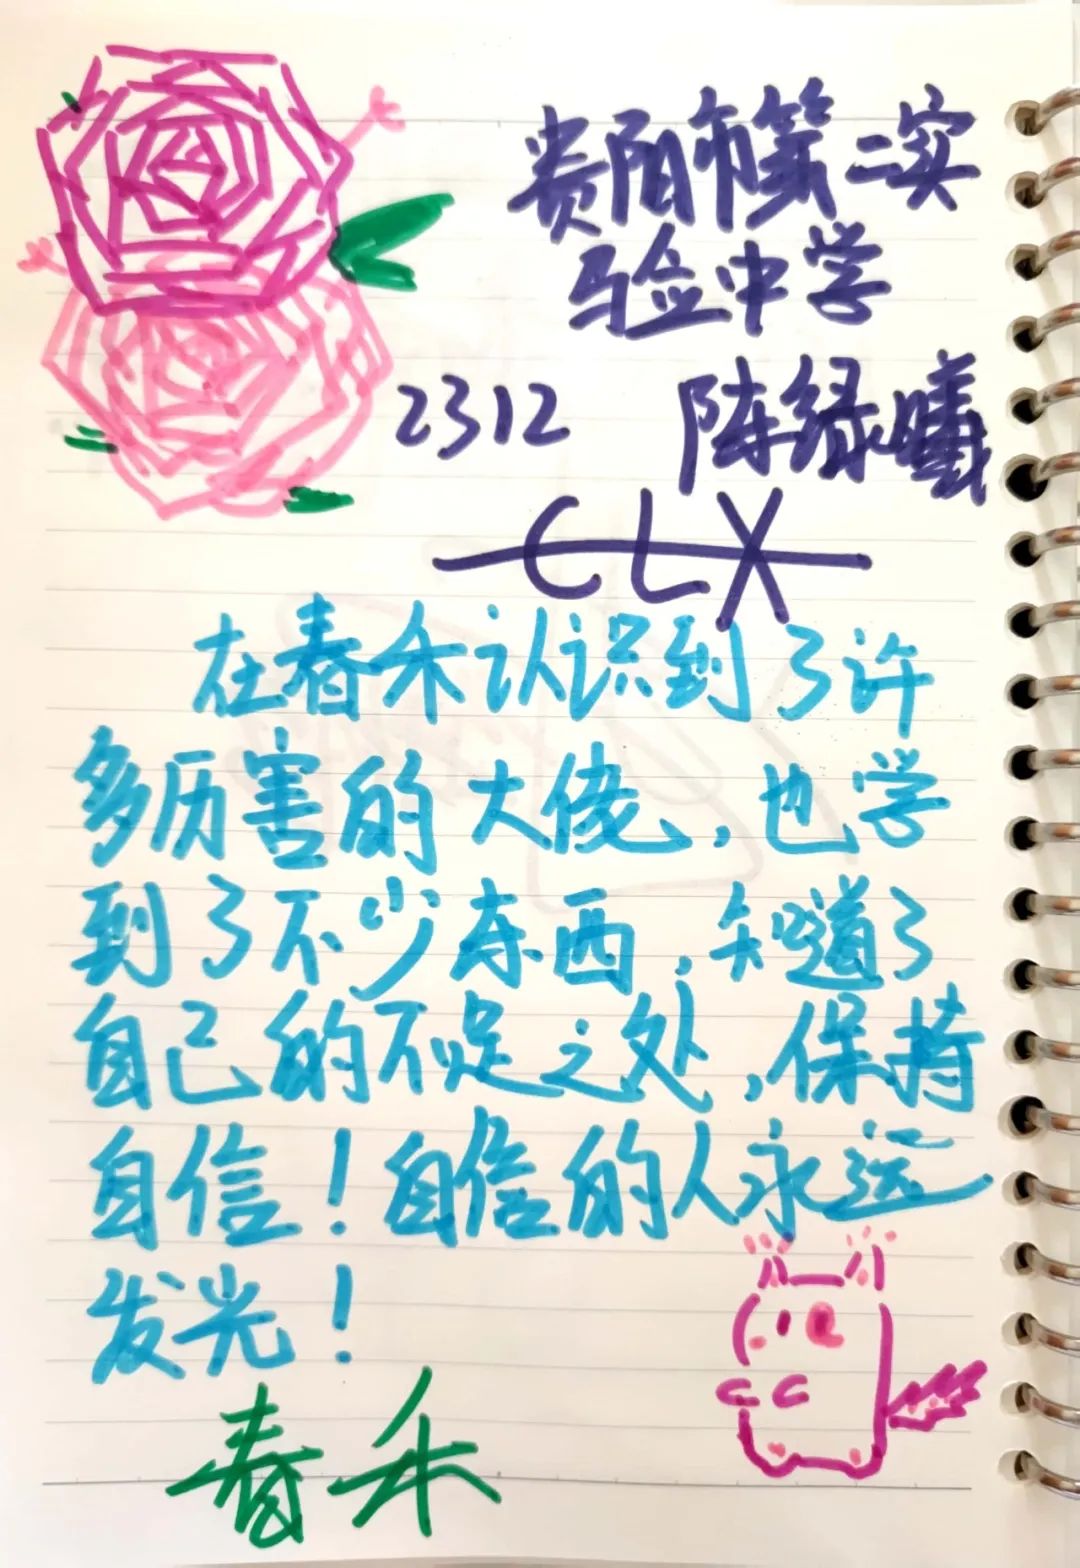 贵阳市第二实
验中学
2312 陈绿曦
CLX
在春禾认识到了许
多厉害的大佬,也学
到了不少东西,知道了
自己的不足之处,保持
自信!自信的人永远
发光!
春禾